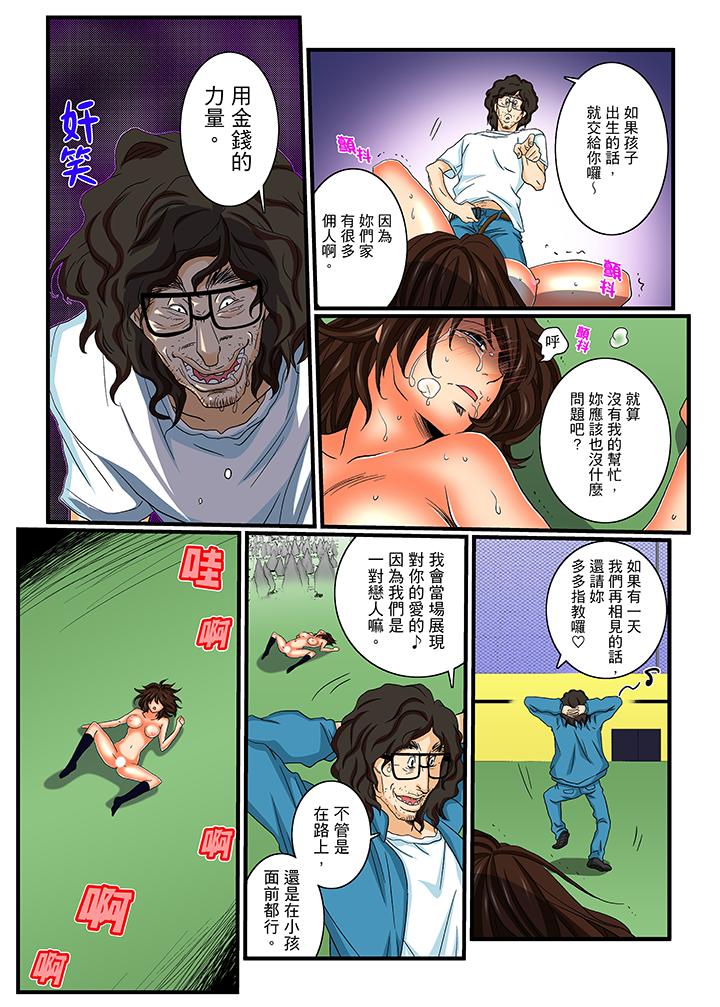 如果孩子
出生的話，
就交給你囉～
顫抖
因為
妳們家
有很多
佣人啊。
顫抖
用金錢的
力量。
奸笑
呼
顫抖
就算
沒有我的幫忙，
妳應該也沒什麼
問題吧？
如果有一天
我們再相見的話，
還請妳
多多指教囉♡
♪
我會當場展現
對你的愛的♪
因為我們是
一對戀人嘛。
不管是
在路上，
還是在小孩
面前都行。
哇
啊
啊
啊
啊